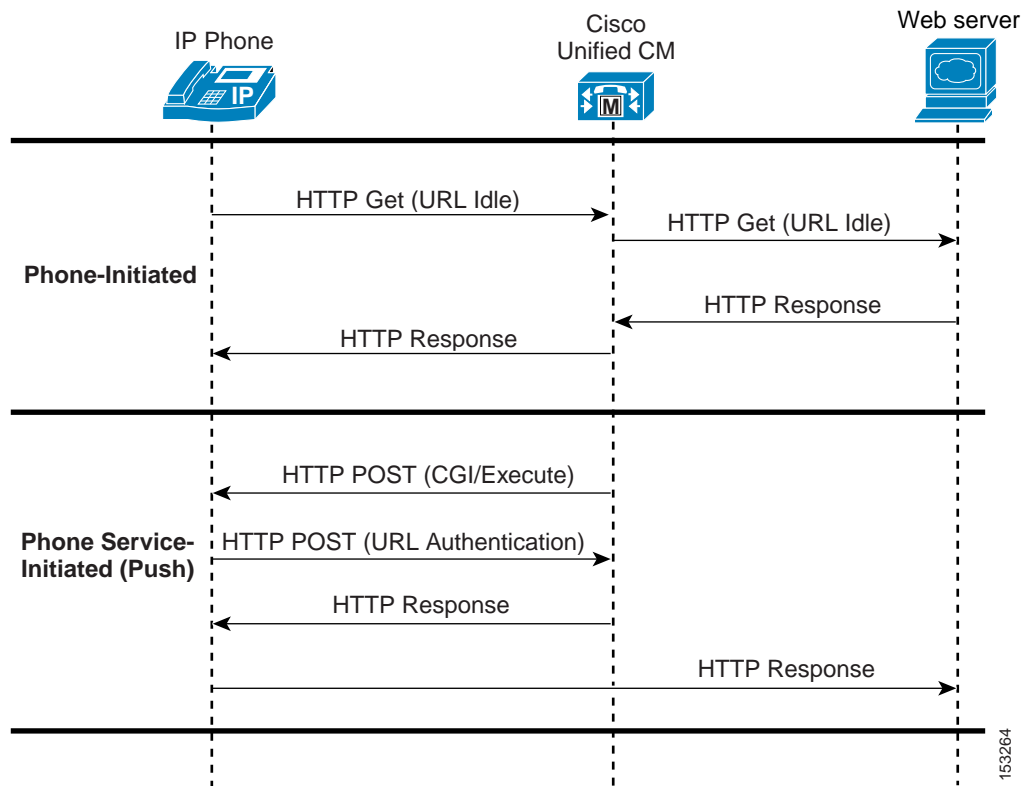 IP Phone
Cisco
Unified CM
Web server
IP
M
HTTP Get (URL Idle)
HTTP Get (URL Idle)
Phone-Initiated
HTTP Response
HTTP Response
HTTP POST (CGI/Execute)
Phone Service-
Initiated (Push)
HTTP POST (URL Authentication)
HTTP Response
HTTP Response
153264